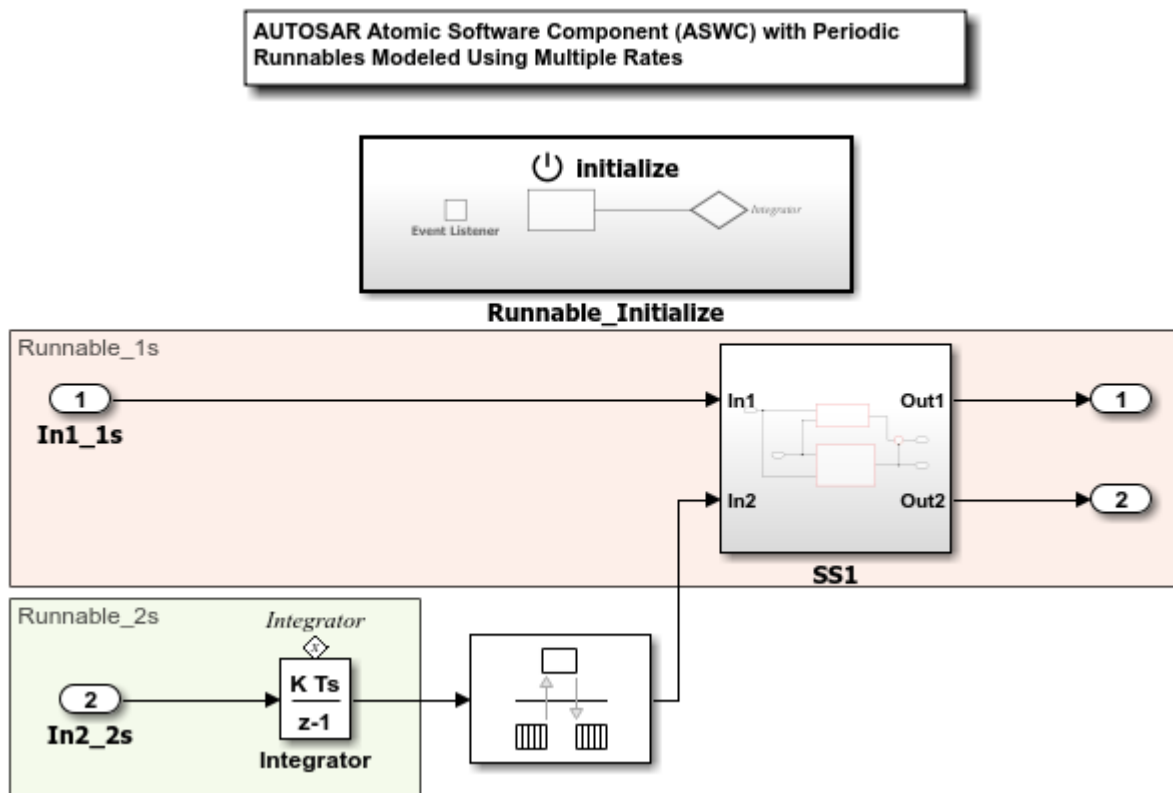 AUTOSAR Atomic Software Component (ASWC) with Periodic
Runnables Modeled Using Multiple Rates
initialize
Event Listener
Integrator
Runnable_Initialize
Runnable_1s
1
In1_1s
In1
In2
Out1
Out2
SS1
1
2
Runnable_2s
Integrator
x
2
In2_2s
K Ts
z-1
Integrator